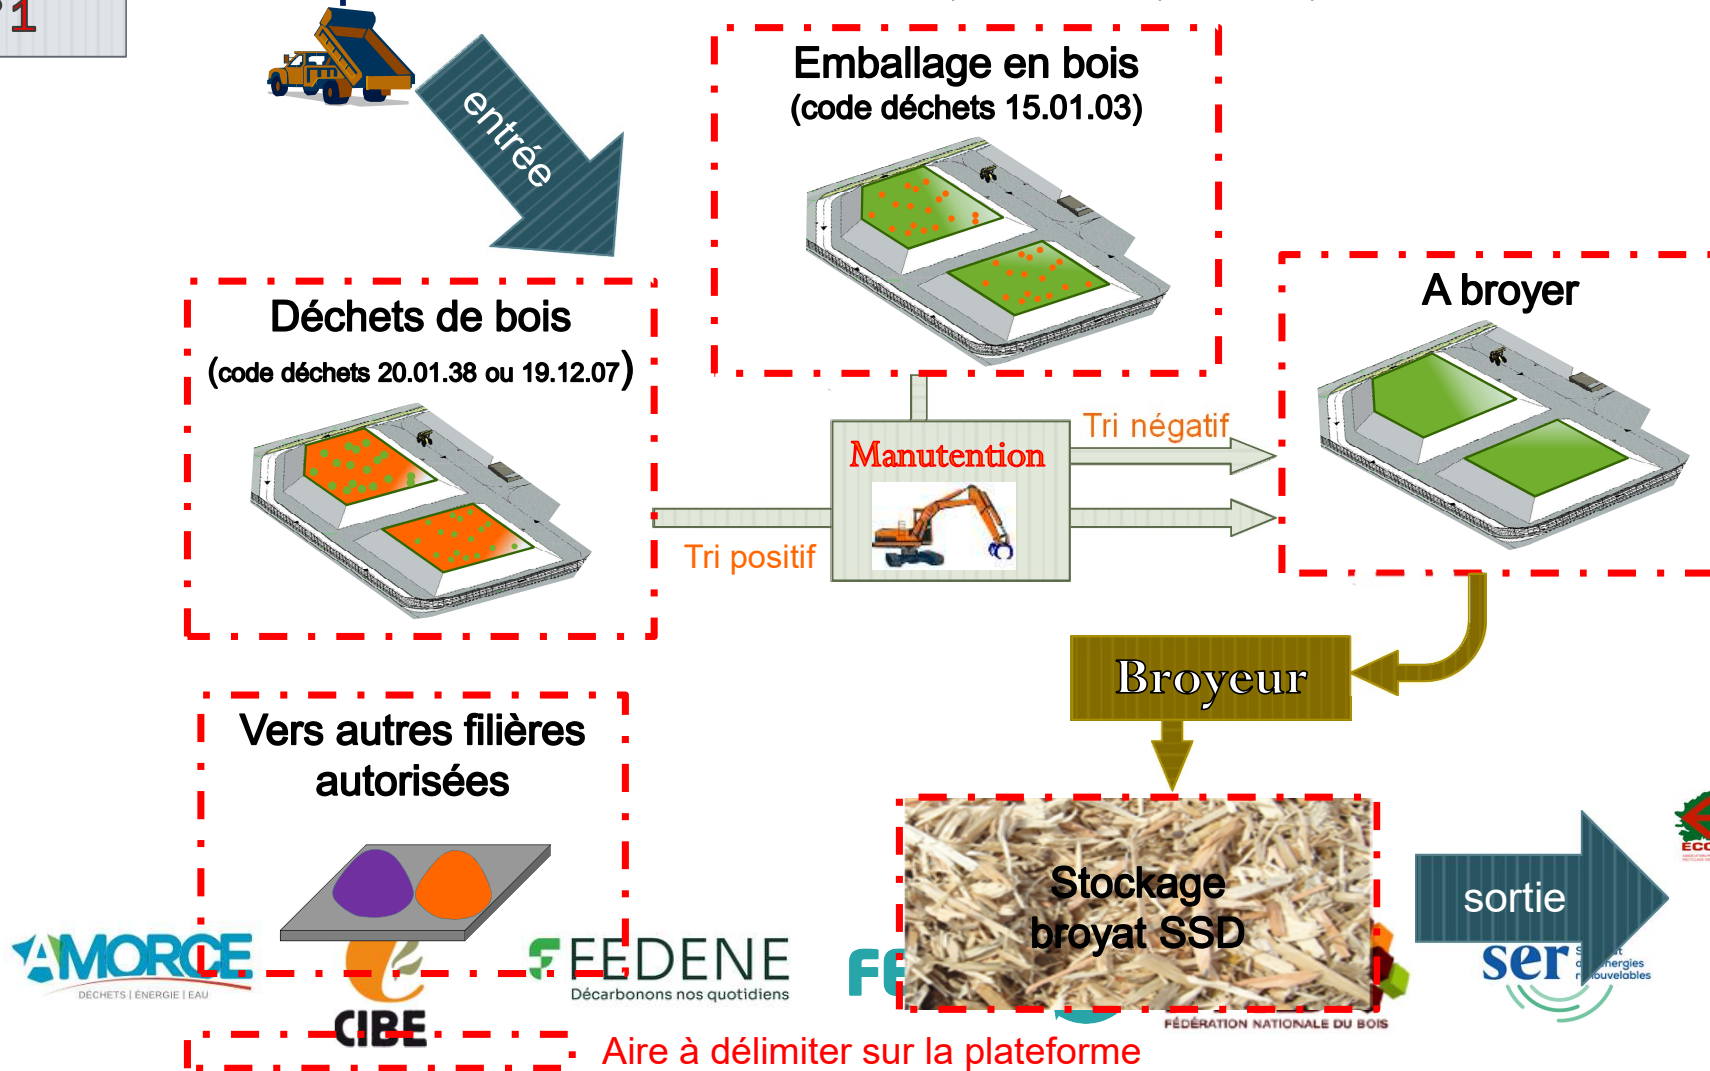 °1
entrée
Emballage en bois
(code déchets 15.01.03)
Déchets de bois
(code déchets 20.01.38 ou 19.12.07)
A broyer
Manutention
Tri négatif
Tri positif
Broyeur
Vers autres filières
autorisées
Stockage
broyat SSD
sortie
AMORCE
DÉCHETS | ÉNERGIE | EAU
CIBE
FEDENE
Décarbonons nos quotidiens
FE
FÉDÉRATION NATIONALE DU BOIS
ser
ECO
Aire à délimiter sur la plateforme